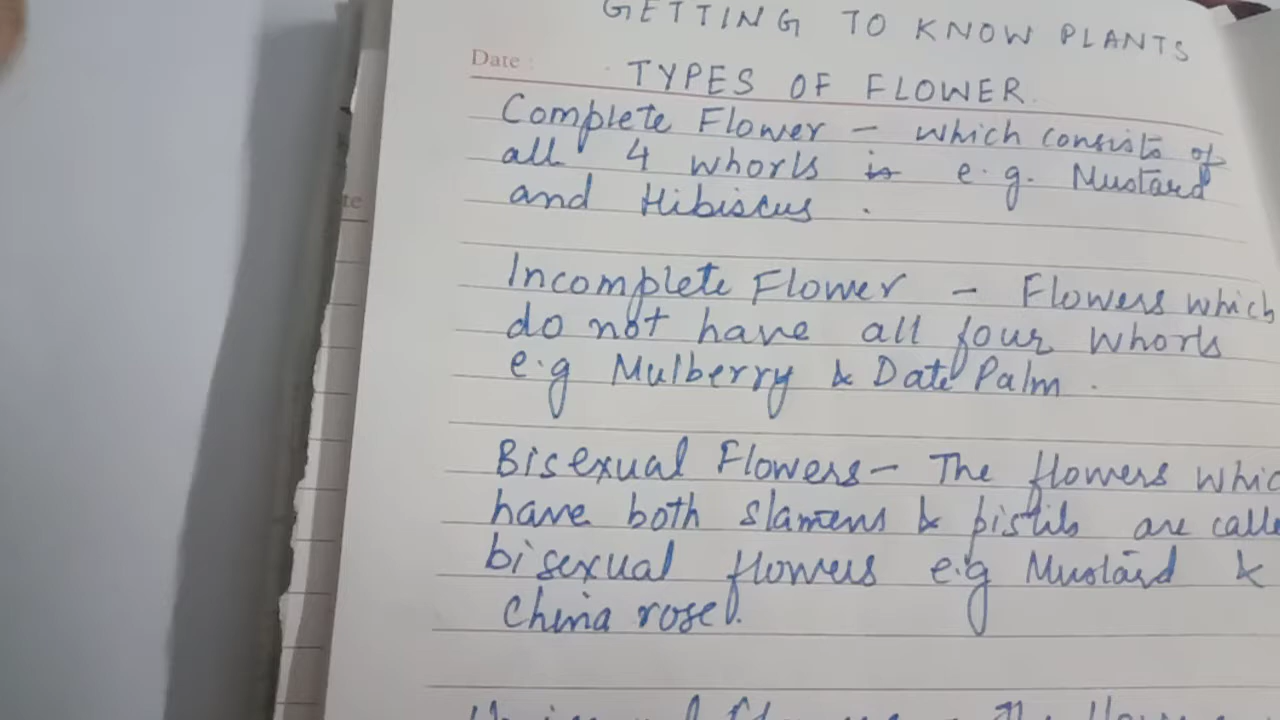 GETTING TO KNOW PLANTS
Date :
TYPES OF FLOWER.
Complete Flower - which consists of
all 4 whorls is e.g. Mustard
and Hibiscus .
te
Incomplete Flower - Flowers which
do not have all four whorls
e.g Mulberry & Date Palm .
Bisexual Flowers - The flowers whic
have both slamens & pistils are calle
bisexual flowers e.g Mustard &
China rose.